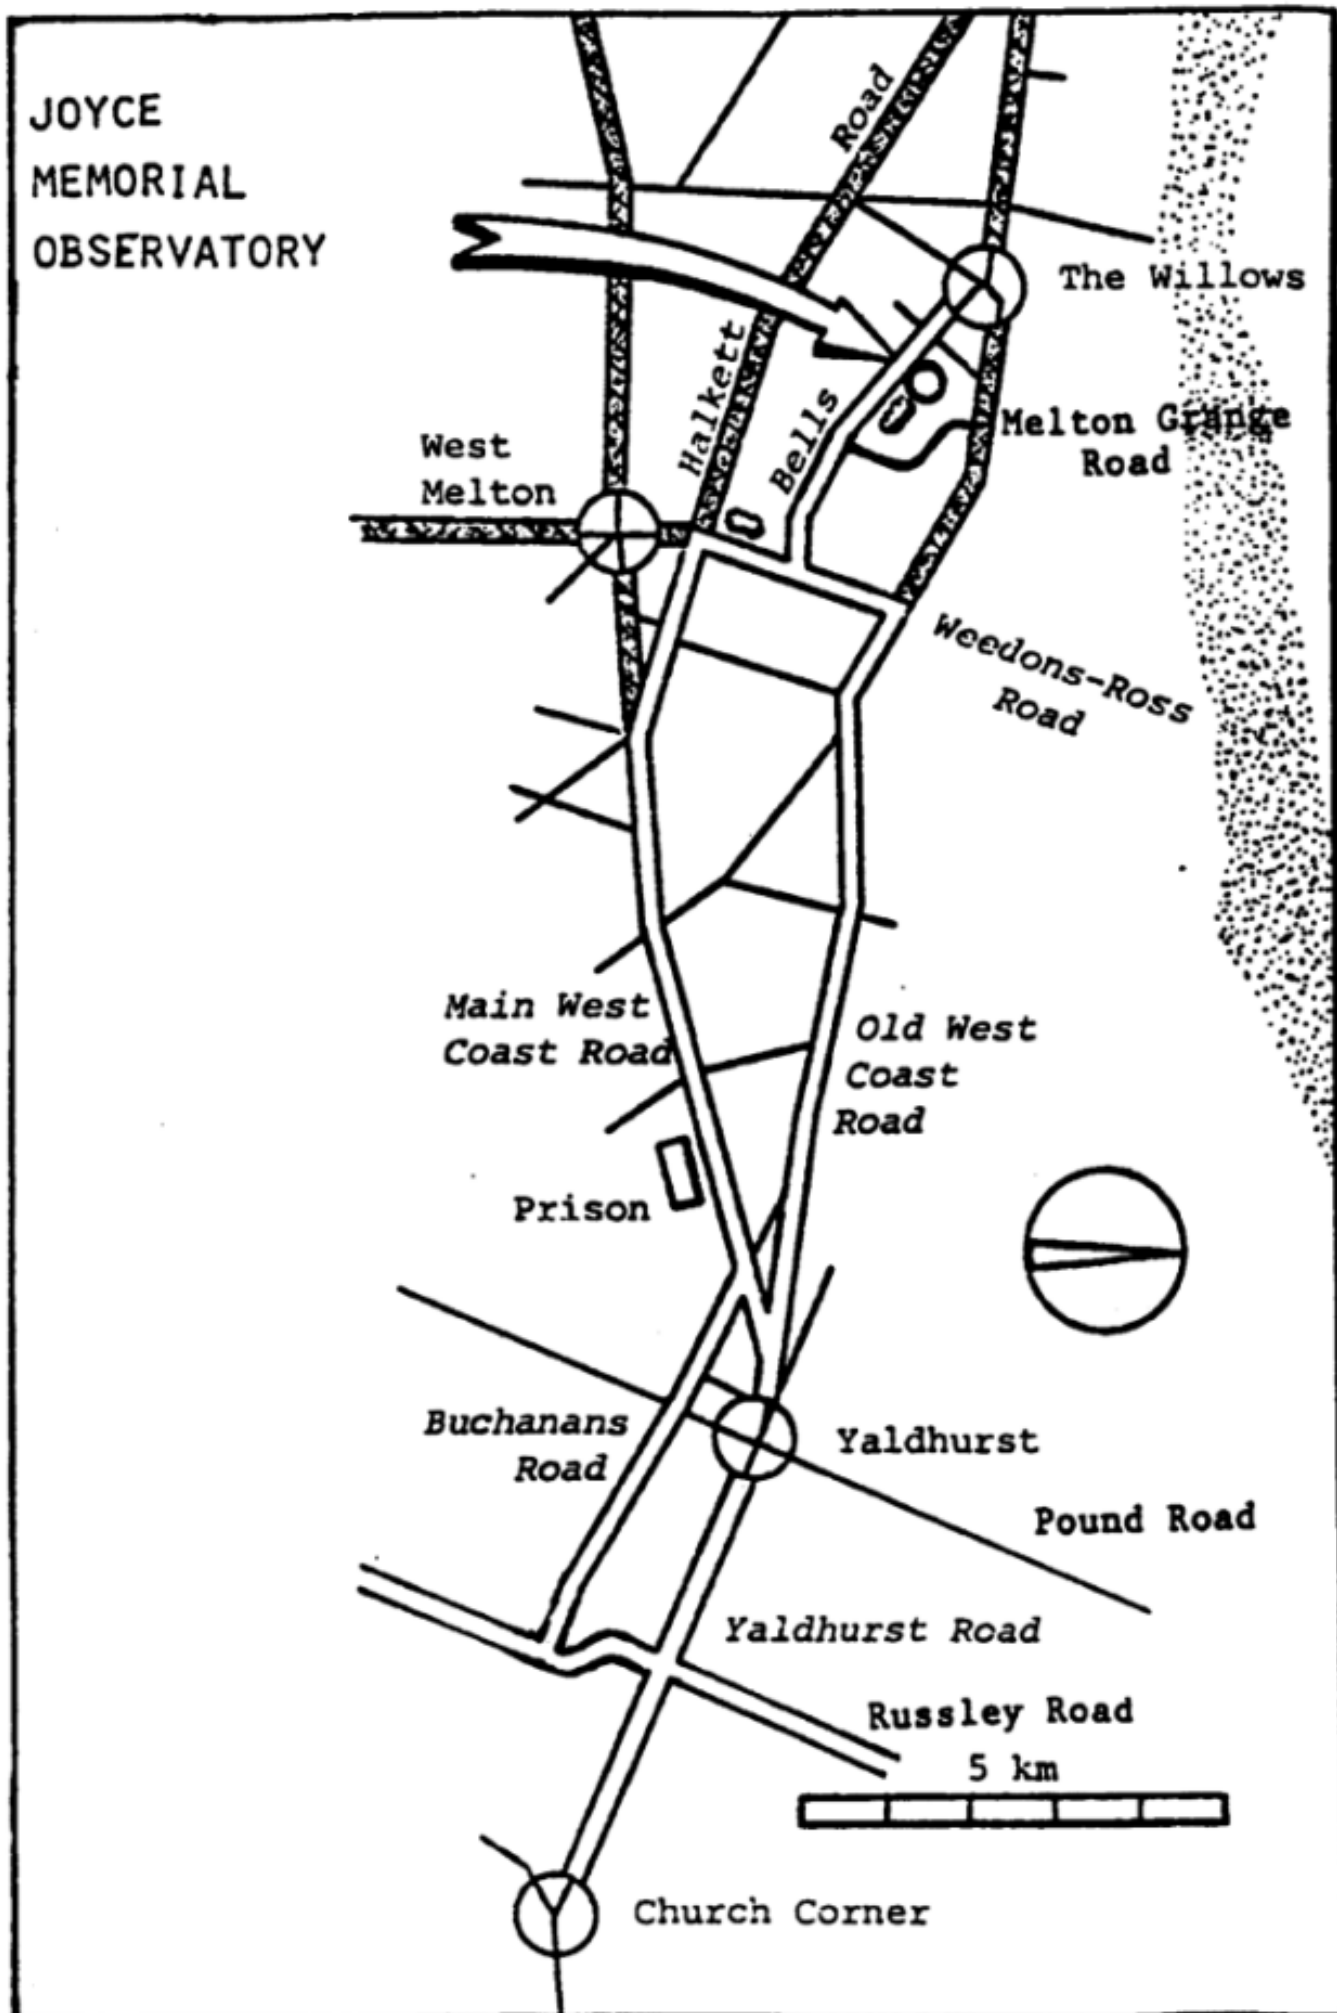 JOYCE
MEMORIAL
OBSERVATORY
Road
The Willows
Halkett
Bells
Melton Grange
Road
West
Melton
Weedons-Ross
Road
Main West
Coast Road
Old West
Coast
Road
Prison
Buchanans
Road
Yaldhurst
Pound Road
Yaldhurst Road
Russley Road
5 km
Church Corner